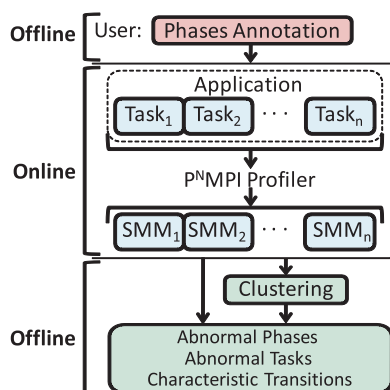 Offline
User: Phases Annotation
Application
Task₁ Task₂ · · · Taskₙ
Online
PᴺMPI Profiler
SMM₁ SMM₂ · · · SMMₙ
Clustering
Offline
Abnormal Phases
Abnormal Tasks
Characteristic Transitions